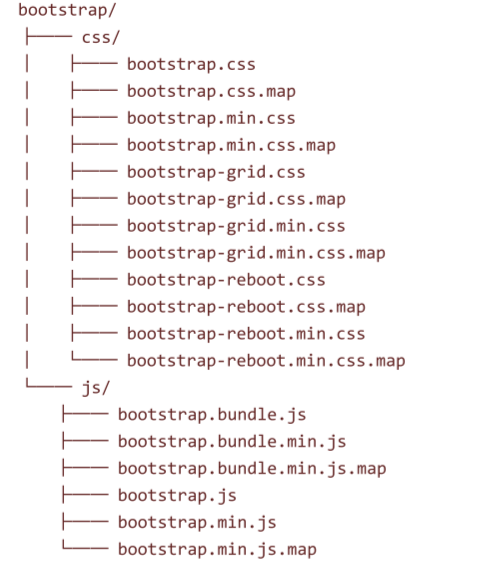 bootstrap/
css/
bootstrap.css
bootstrap.css.map
bootstrap.min.css
bootstrap.min.css.map
bootstrap-grid.css
bootstrap-grid.css.map
bootstrap-grid.min.css
bootstrap-grid.min.css.map
bootstrap-reboot.css
bootstrap-reboot.css.map
bootstrap-reboot.min.css
bootstrap-reboot.min.css.map
js/
bootstrap.bundle.js
bootstrap.bundle.min.js
bootstrap.bundle.min.js.map
bootstrap.js
bootstrap.min.js
bootstrap.min.js.map